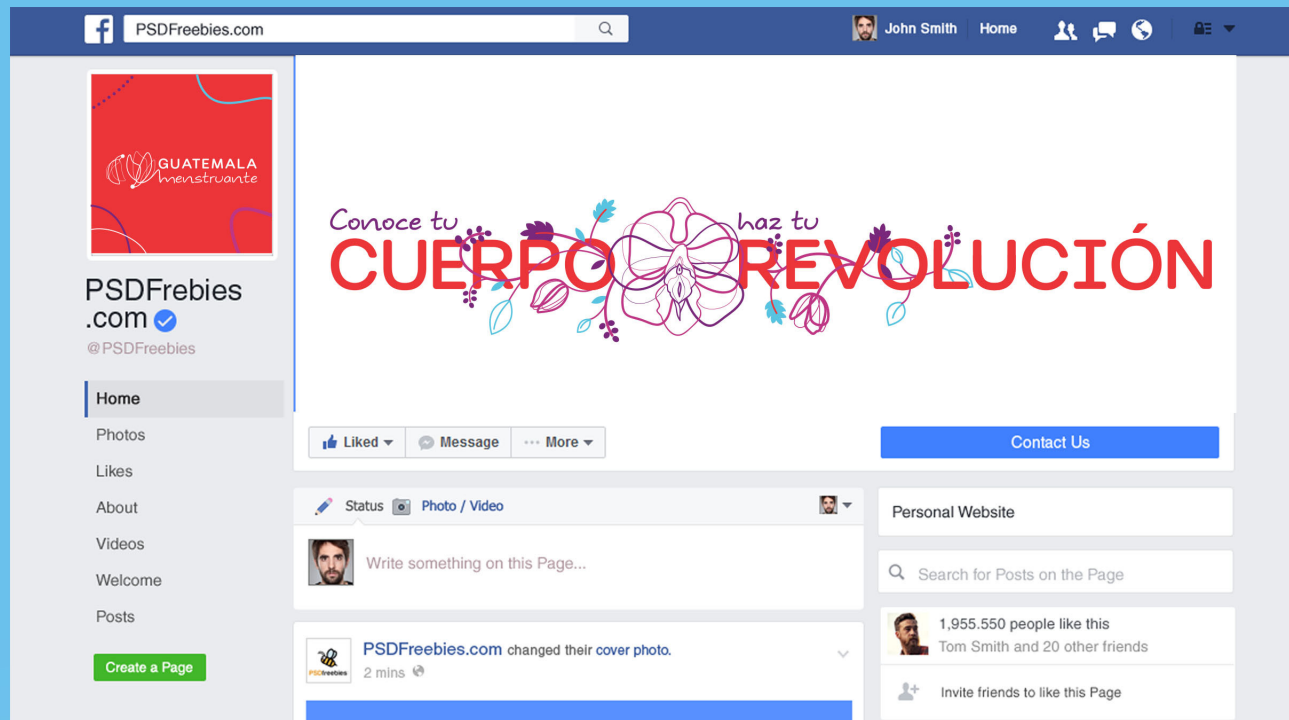 PSDFreebies.com
John Smith
Home
GUATEMALA
menstruante
PSDFrebies
.com
@PSDFreebies
Home
Photos
Likes
About
Videos
Welcome
Posts
Create a Page
Conoce tu
CUERPO
haz tu
REVOLUCIÓN
Liked
Message
More
Contact Us
Status
Photo / Video
Write something on this Page...
PSDFreebies.com changed their cover photo.
2 mins
PSDfreebies
Personal Website
Search for Posts on the Page
1,955.550 people like this
Tom Smith and 20 other friends
Invite friends to like this Page